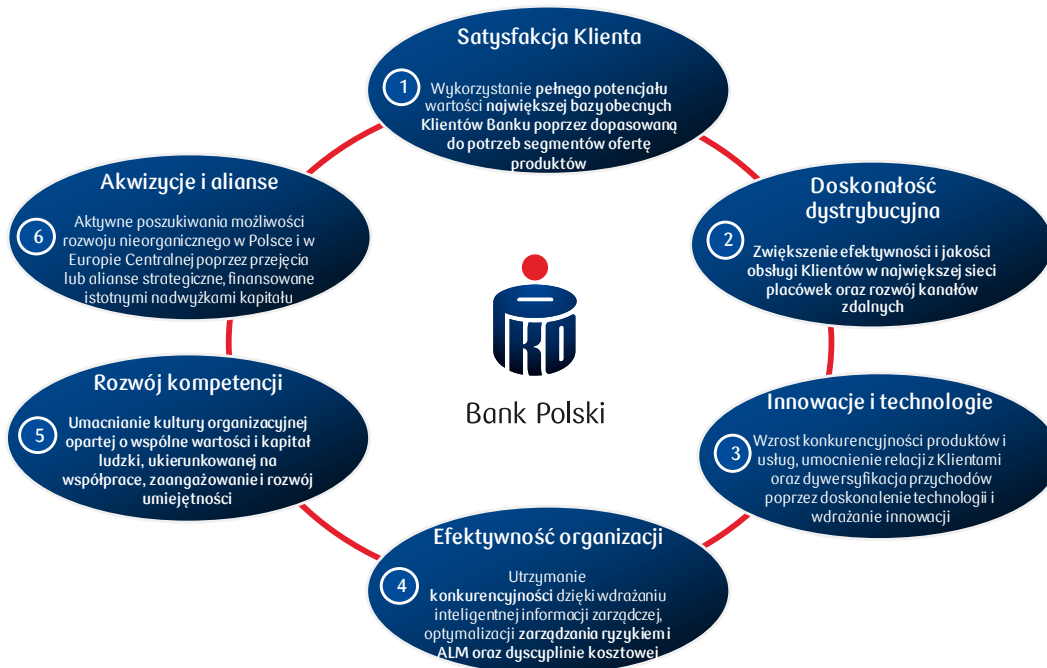 Satysfakcja Klienta
1
Wykorzystanie pełnego potencjału
wartości największej bazy obecnych
Klientów Banku poprzez dopasowaną
do potrzeb segmentów ofertę
produktów
Doskonałość
dystrybucyjna
2
Zwiększenie efektywności i jakości
obsługi Klientów w największej sieci
placówek oraz rozwój kanałów
zdalnych
Innowacje i technologie
3
Wzrost konkurencyjności produktów i
usług, umocnienie relacji z Klientami
oraz dywersyfikacja przychodów
poprzez doskonalenie technologii i
wdrażanie innowacji
Efektywność organizacji
4
Utrzymanie
konkurencyjności dzięki wdrażaniu
inteligentnej informacji zarządczej,
optymalizacji zarządzania ryzykiem i
ALM oraz dyscyplinie kosztowej
Rozwój kompetencji
5
Umacnianie kultury organizacyjnej
opartej o wspólne wartości i kapitał
ludzki, ukierunkowanej na
współprace, zaangażowanie i rozwój
umiejętności
Akwizycje i alianse
6
Aktywne poszukiwania możliwości
rozwoju nieorganicznego w Polsce i w
Europie Centralnej poprzez przejęcia
lub alianse strategiczne, finansowane
istotnymi nadwyżkami kapitału
PKO
Bank Polski